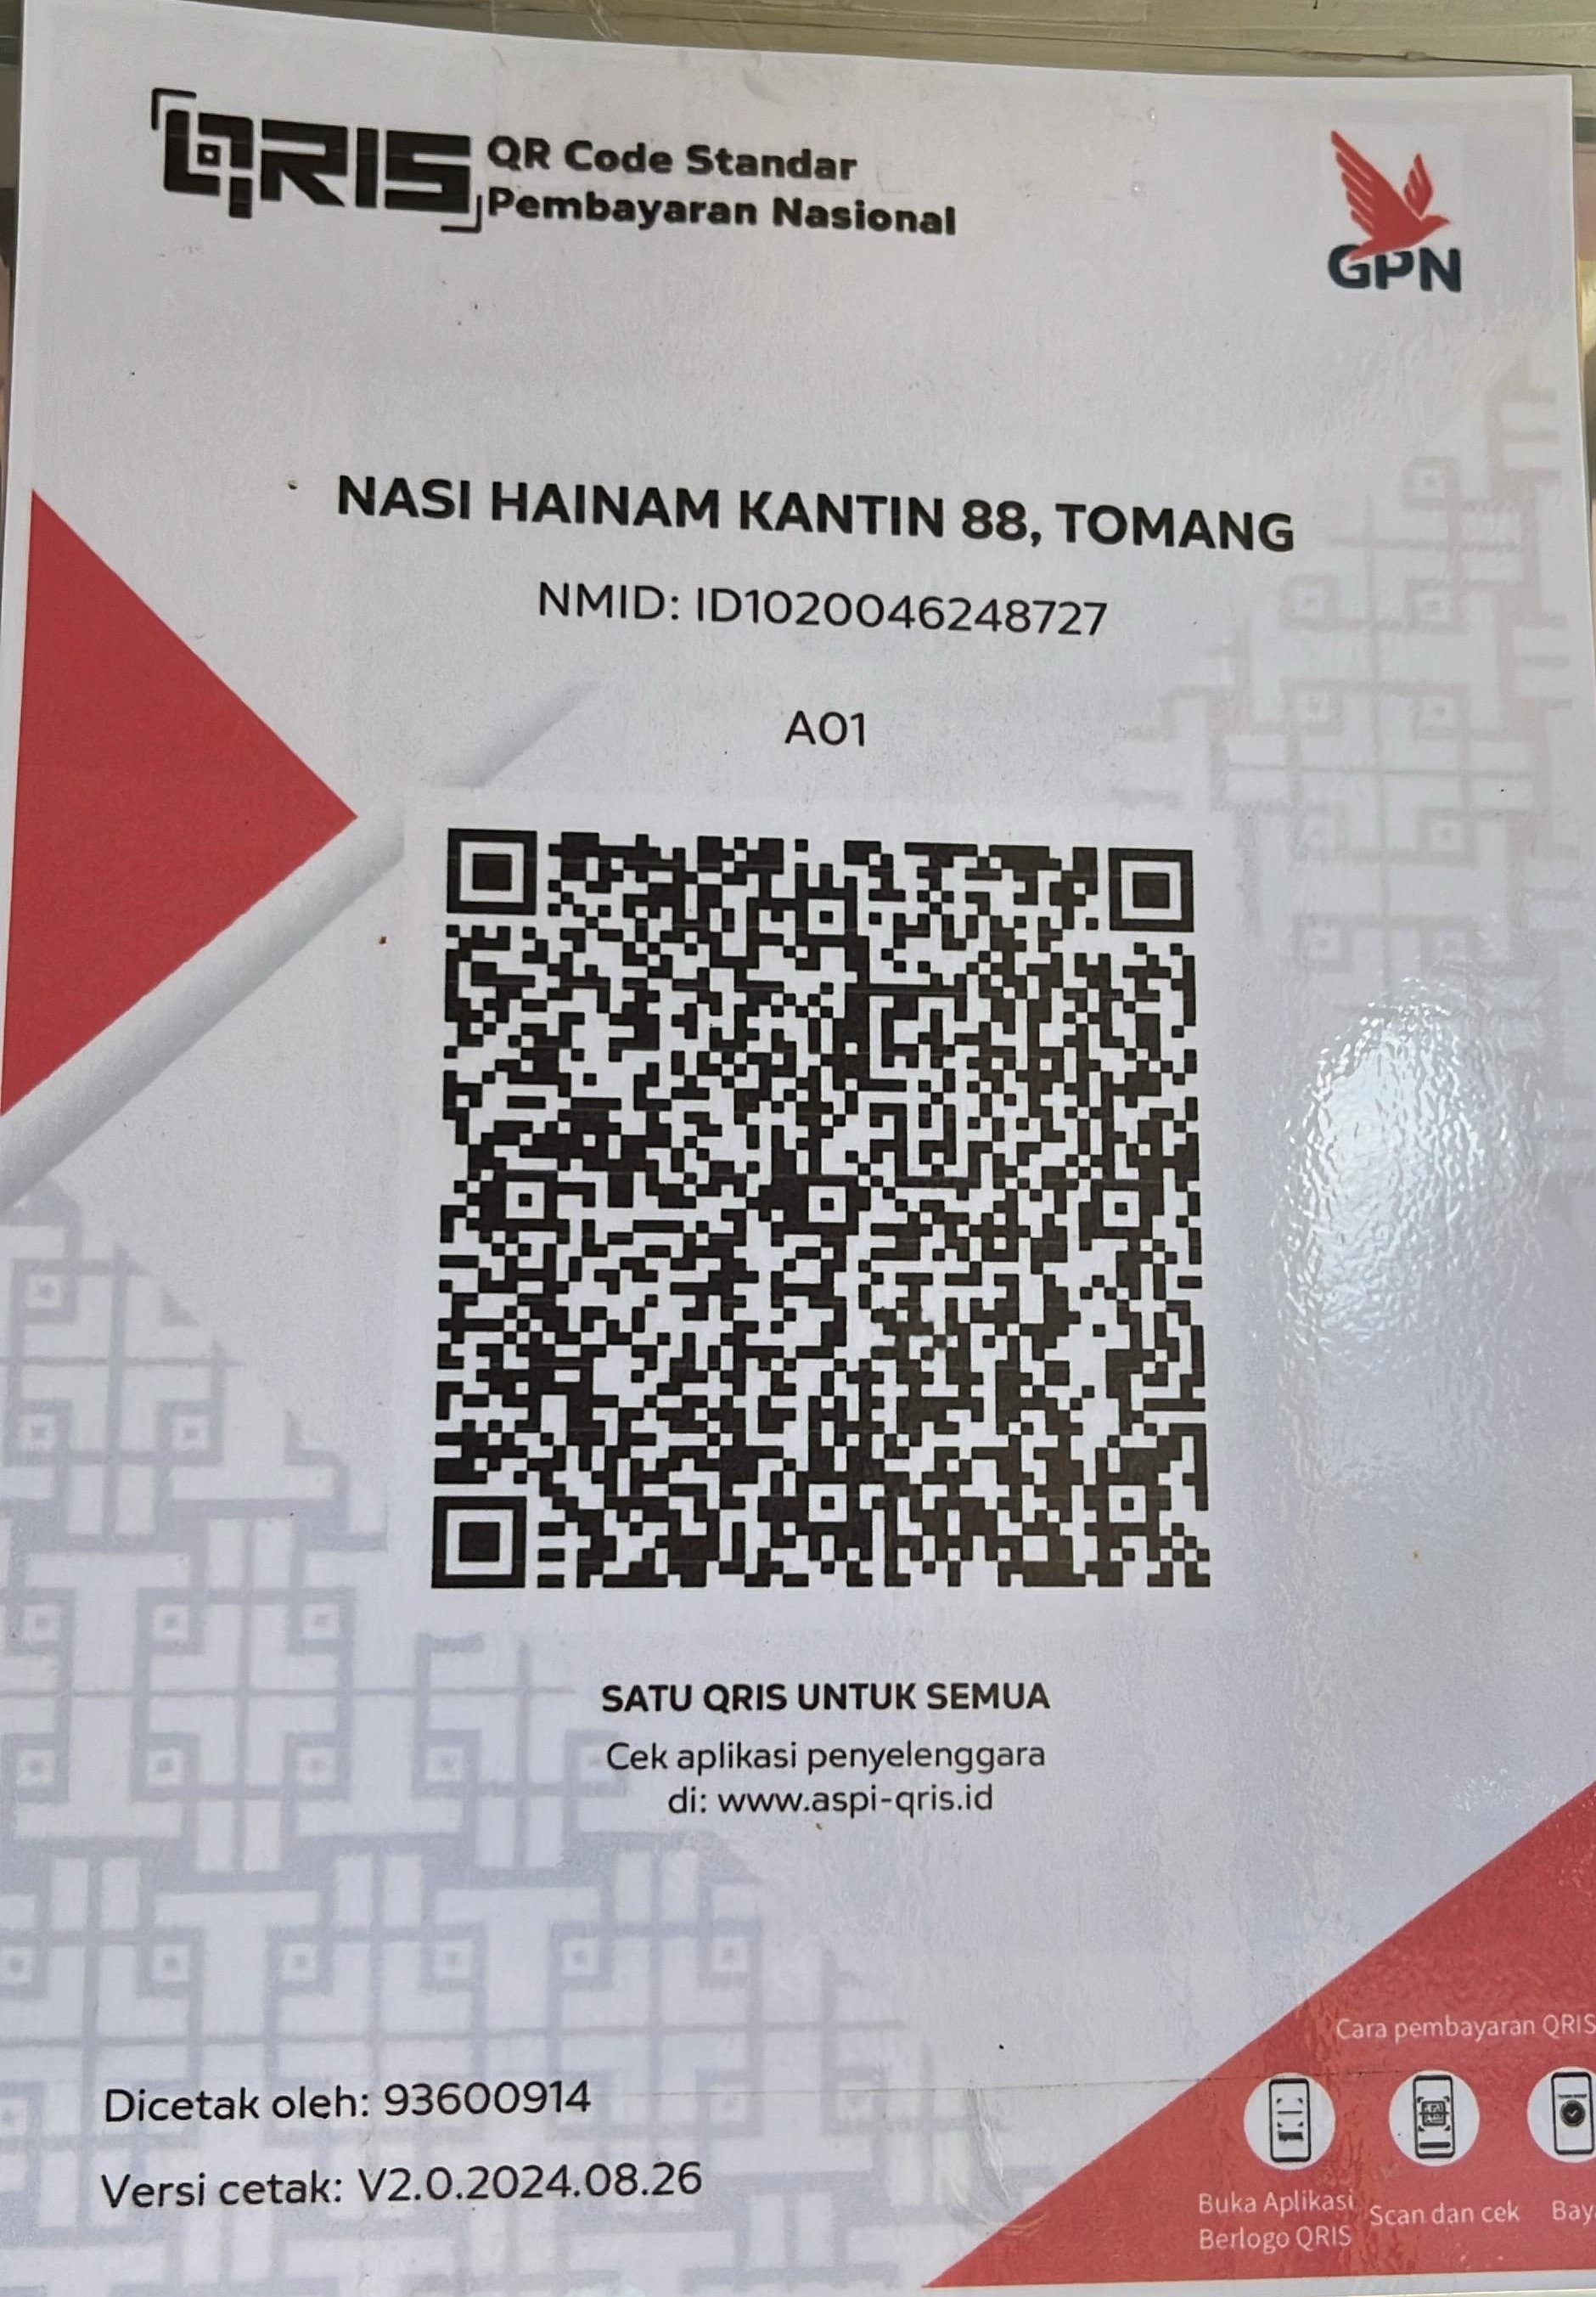 QRIS QR Code Standar
Pembayaran Nasional
GPN
NASI HAINAM KANTIN 88, TOMANG
NMID: ID1020046248727
A01
SATU QRIS UNTUK SEMUA
Cek aplikasi penyelenggara
di: www.aspi-qris.id
Cara pembayaran QRIS
Buka Aplikasi
Berlogo QRIS
Scan dan cek
Dicetak oleh: 93600914
Versi cetak: V2.0.2024.08.26